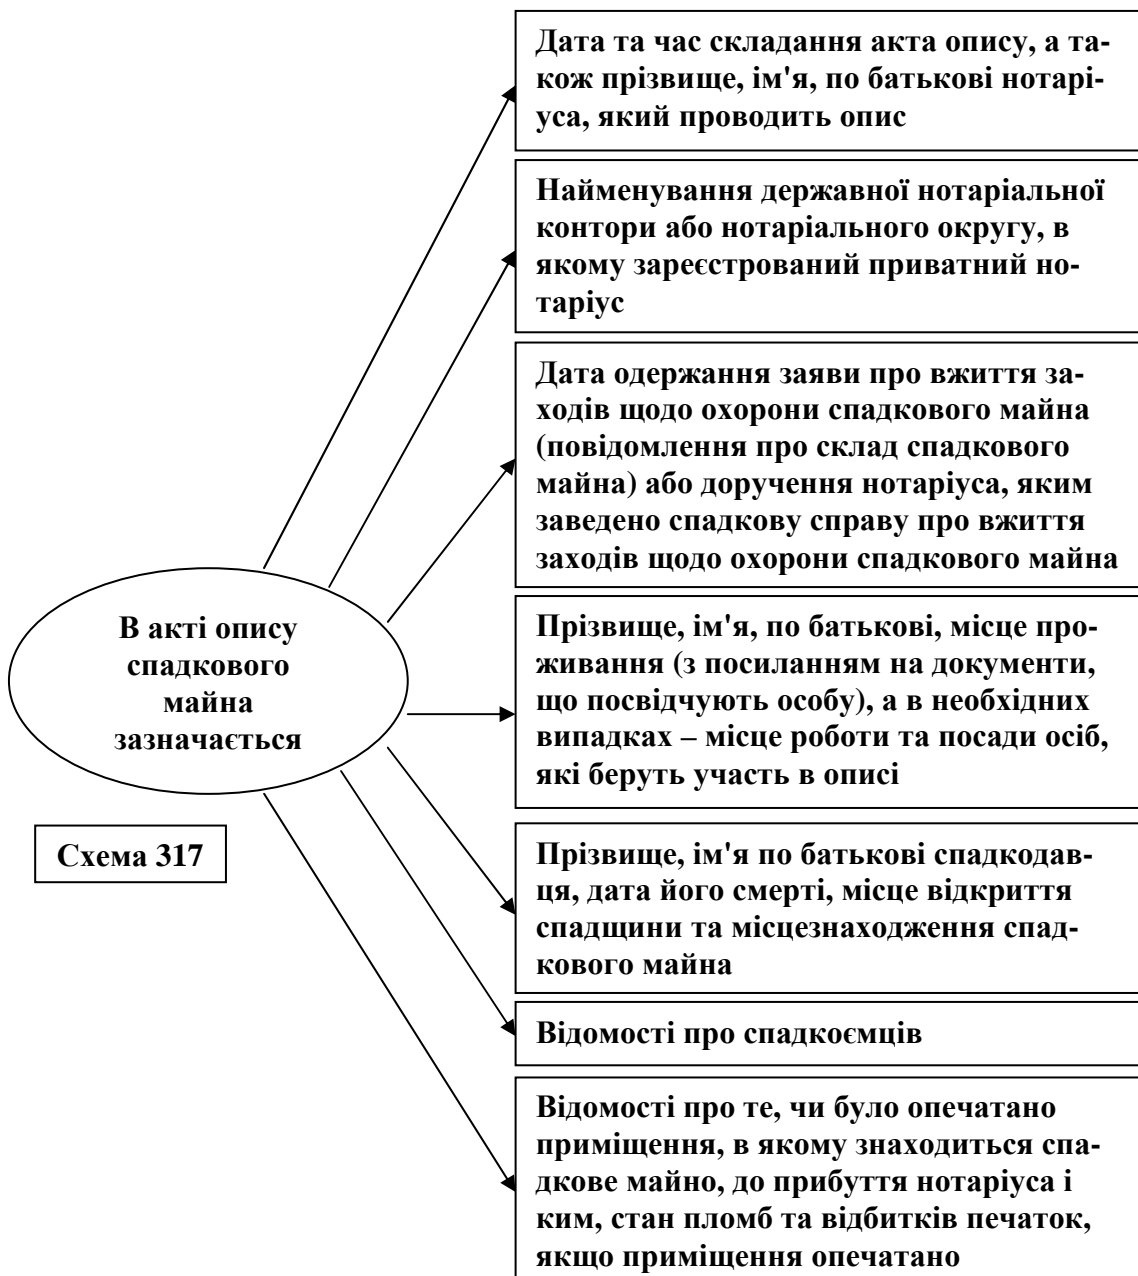 Дата та час складання акта опису, а та-
кож прізвище, ім'я, по батькові нотарі-
уса, який проводить опис
Найменування державної нотаріальної
контори або нотаріального округу, в
якому зареєстрований приватний но-
таріус
Дата одержання заяви про вжиття за-
ходів щодо охорони спадкового майна
(повідомлення про склад спадкового
майна) або доручення нотаріуса, яким
заведено спадкову справу про вжиття
заходів щодо охорони спадкового майна
В акті опису
спадкового
майна
зазначається
Прізвище, ім'я, по батькові, місце про-
живання (з посиланням на документи,
що посвідчують особу), а в необхідних
випадках – місце роботи та посади осіб,
які беруть участь в описі
Схема 317
Прізвище, ім'я по батькові спадкодав-
ця, дата його смерті, місце відкриття
спадщини та місцезнаходження спад-
кового майна
Відомості про спадкоємців
Відомості про те, чи було опечатано
приміщення, в якому знаходиться спа-
дкове майно, до прибуття нотаріуса і
ким, стан пломб та відбитків печаток,
якщо приміщення опечатано